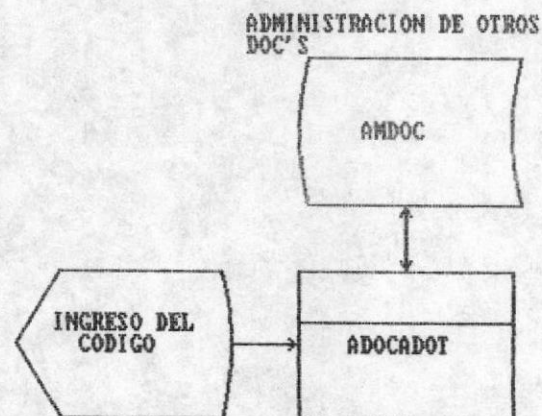 ADMINISTRACION DE OTROS
DOC'S
AMDOC
INGRESO DEL
CODIGO
ADOCADOT